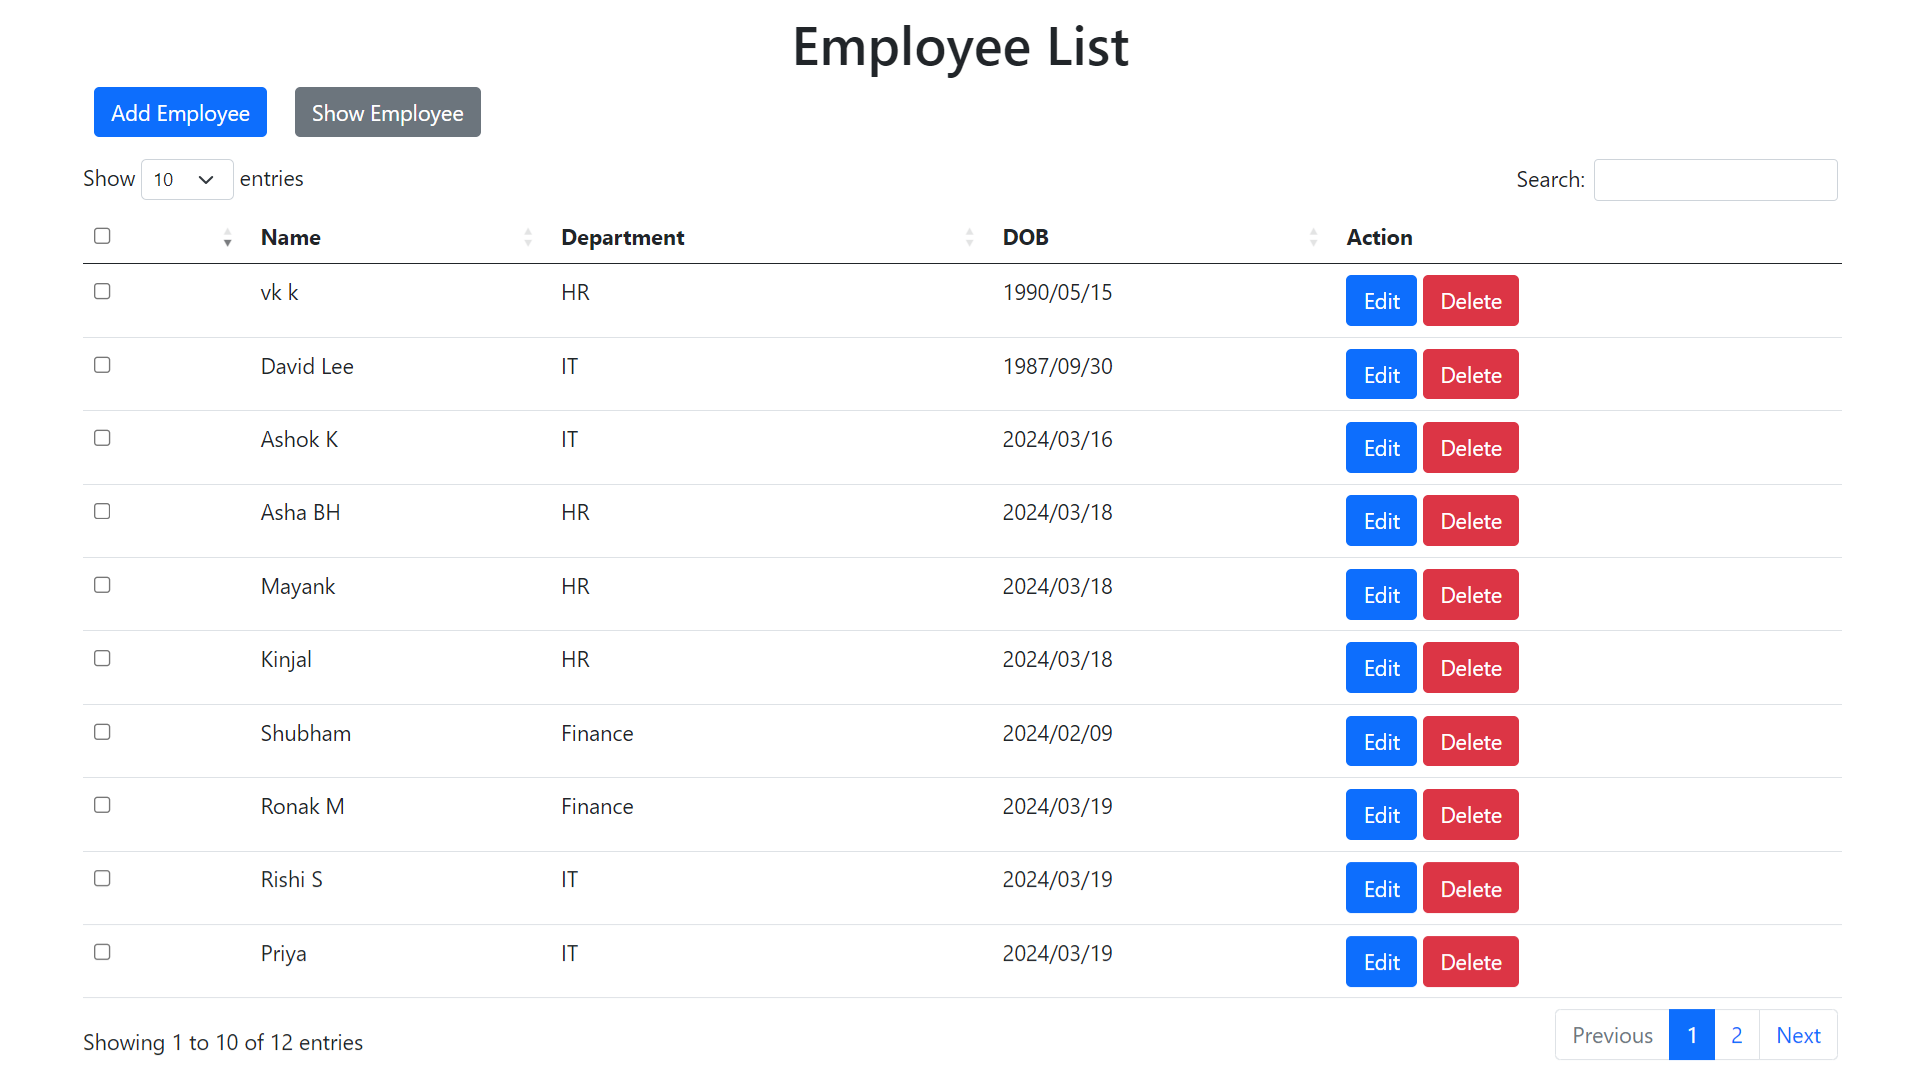 Employee List
Add Employee Show Employee
Show 10 entries Search:
Name Department DOB Action
vk k HR 1990/05/15 Edit Delete
David Lee IT 1987/09/30 Edit Delete
Ashok K IT 2024/03/16 Edit Delete
Asha BH HR 2024/03/18 Edit Delete
Mayank HR 2024/03/18 Edit Delete
Kinjal HR 2024/03/18 Edit Delete
Shubham Finance 2024/02/09 Edit Delete
Ronak M Finance 2024/03/19 Edit Delete
Rishi S IT 2024/03/19 Edit Delete
Priya IT 2024/03/19 Edit Delete
Showing 1 to 10 of 12 entries Previous 1 2 Next